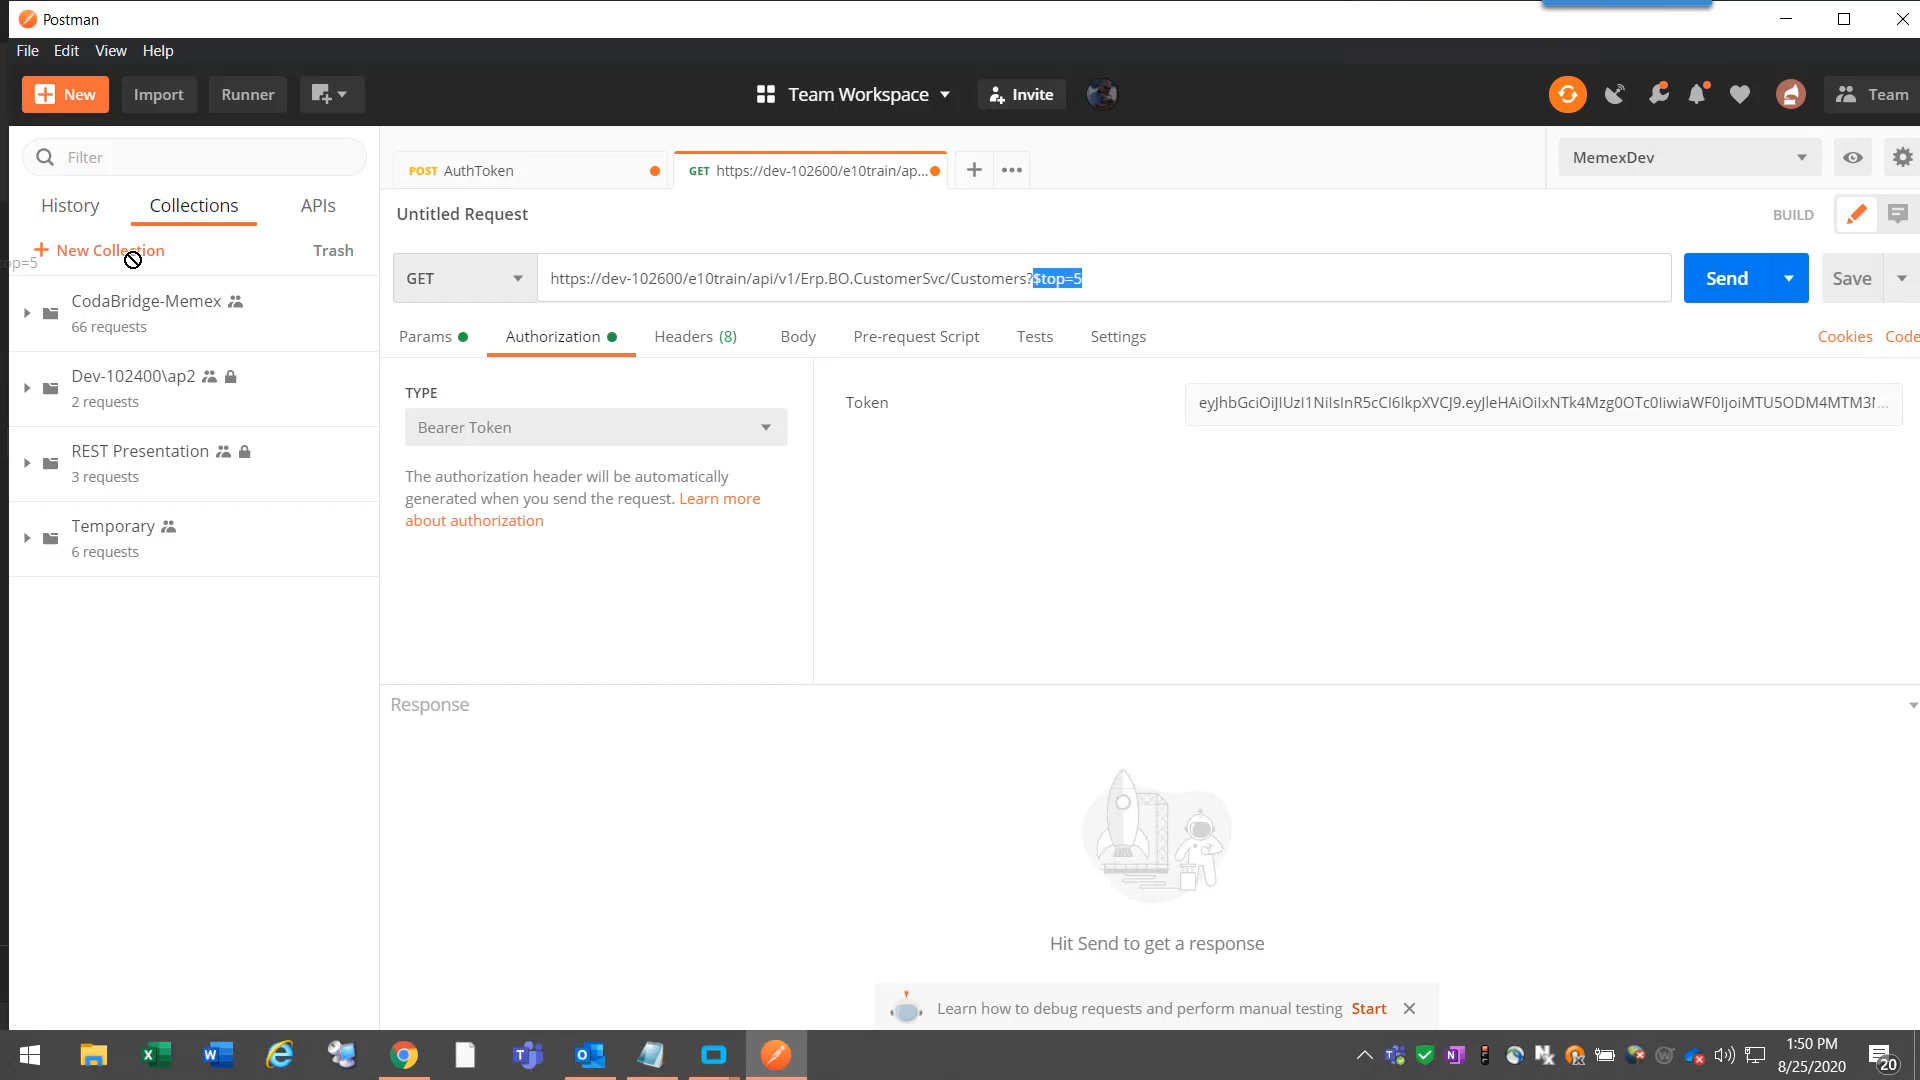 Postman
File Edit View Help
New Import Runner Team Workspace Invite Team
Filter
POST AuthToken
GET https://dev-102600/e10train/ap...
MemexDev
History Collections APIs
Untitled Request
BUILD
New Collection
Trash
op=5
GET
https://dev-102600/e10train/api/v1/Erp.BO.CustomerSvc/Customers?$top=5
Send
Save
CodaBridge-Memex
66 requests
Dev-102400\ap2
2 requests
REST Presentation
3 requests
Temporary
6 requests
Params Authorization Headers (8) Body Pre-request Script Tests Settings
Cookies Code
TYPE
Bearer Token
The authorization header will be automatically
generated when you send the request. Learn more
about authorization
Token
Response
Hit Send to get a response
Learn how to debug requests and perform manual testing Start
1:50 PM
8/25/2020
20